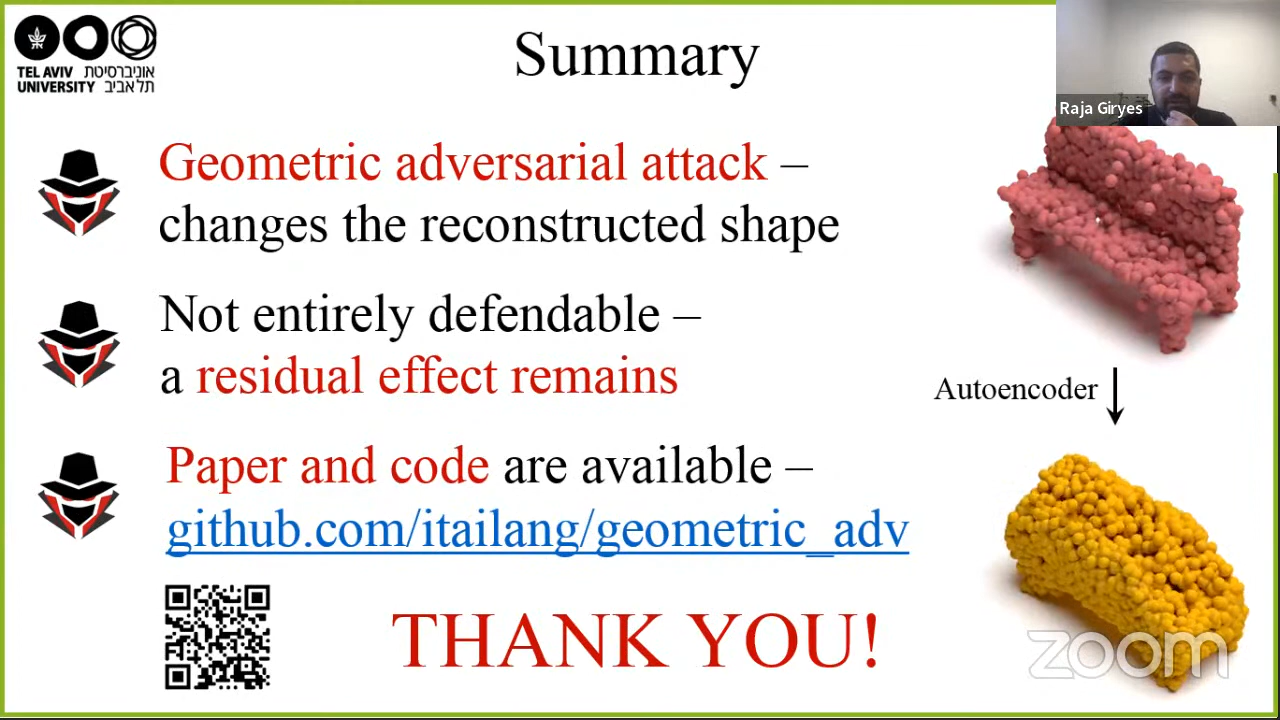 TEL AVIV אוניברסיטת
UNIVERSITY תל אביב
Summary
Raja Giryes
Geometric adversarial attack –
changes the reconstructed shape
Not entirely defendable –
a residual effect remains
Autoencoder
Paper and code are available –
github.com/itailang/geometric_adv
THANK YOU!
zoom